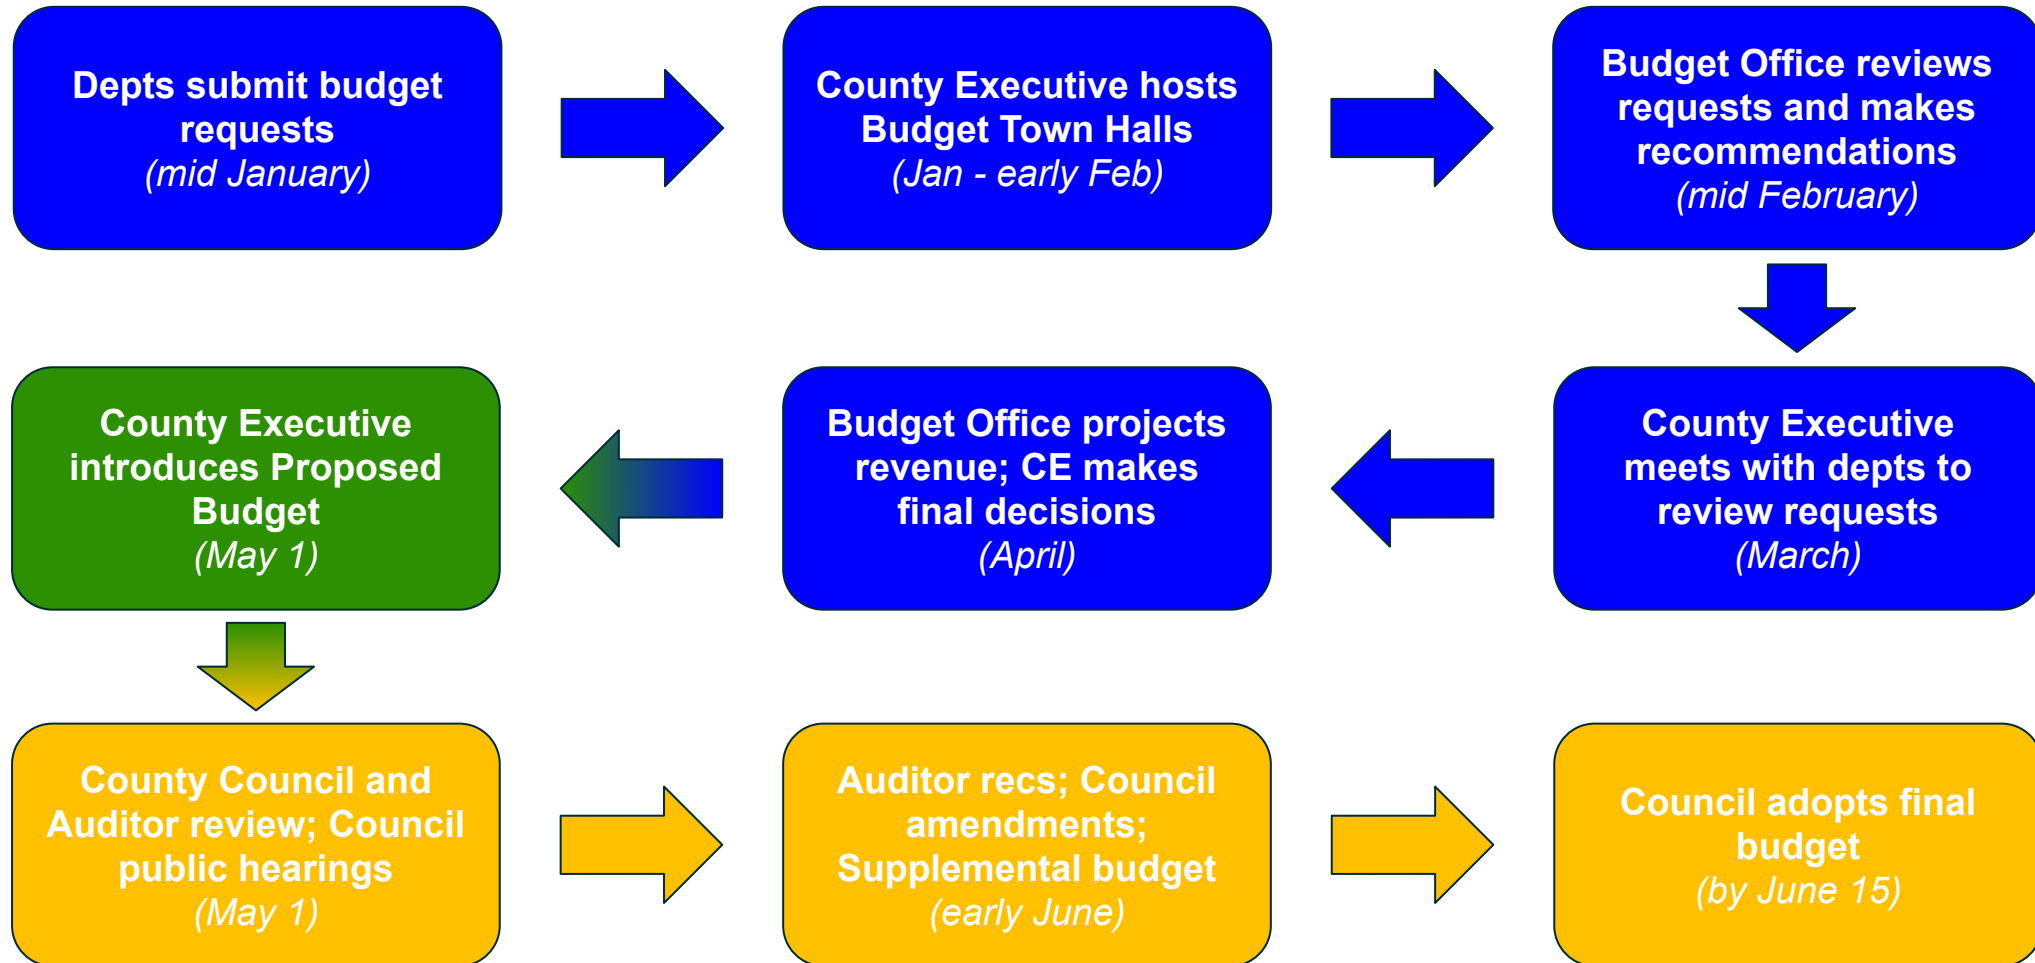 Depts submit budget
requests
(mid January)
County Executive hosts
Budget Town Halls
(Jan - early Feb)
Budget Office reviews
requests and makes
recommendations
(mid February)
County Executive
introduces Proposed
Budget
(May 1)
Budget Office projects
revenue; CE makes
final decisions
(April)
County Executive
meets with depts to
review requests
(March)
County Council and
Auditor review; Council
public hearings
(May 1)
Auditor recs; Council
amendments;
Supplemental budget
(early June)
Council adopts final
budget
(by June 15)